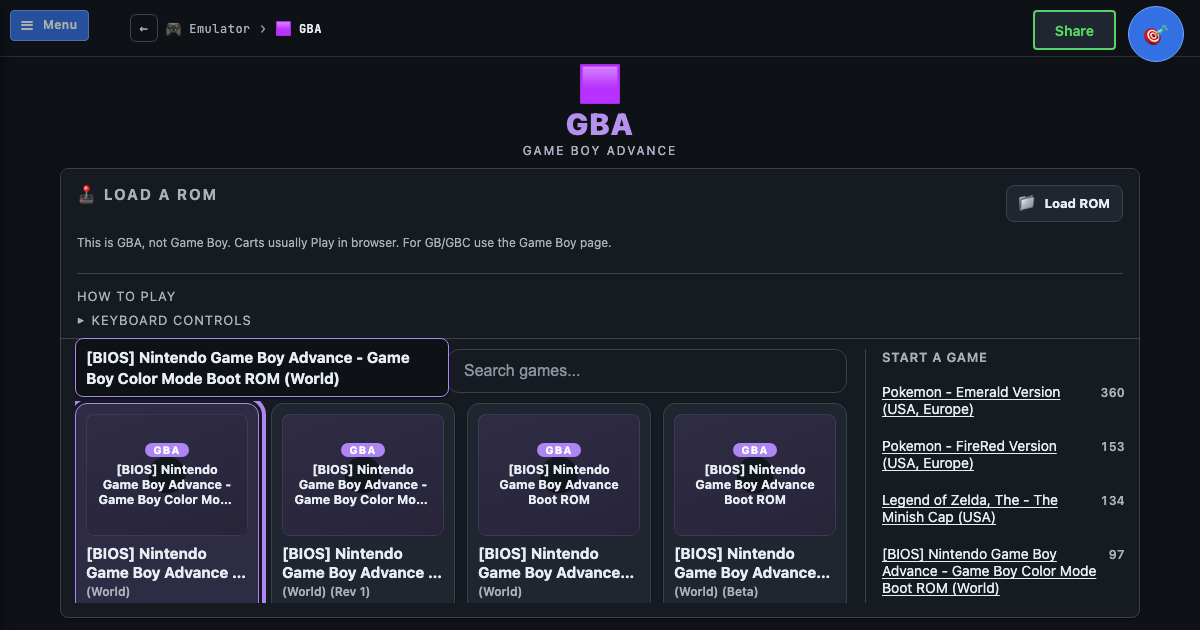 Menu
←
Emulator > GBA
Share
GBA
GAME BOY ADVANCE
LOAD A ROM
Load ROM
This is GBA, not Game Boy. Carts usually Play in browser. For GB/GBC use the Game Boy page.
HOW TO PLAY
▸ KEYBOARD CONTROLS
[BIOS] Nintendo Game Boy Advance - Game
Boy Color Mode Boot ROM (World)
Search games...
GBA
[BIOS] Nintendo
Game Boy Advance -
Game Boy Color Mo...
[BIOS] Nintendo
Game Boy Advance ...
(World)
GBA
[BIOS] Nintendo
Game Boy Advance -
Game Boy Color Mo...
[BIOS] Nintendo
Game Boy Advance ...
(World) (Rev 1)
GBA
[BIOS] Nintendo
Game Boy Advance
Boot ROM
[BIOS] Nintendo
Game Boy Advance...
(World)
GBA
[BIOS] Nintendo
Game Boy Advance
Boot ROM
[BIOS] Nintendo
Game Boy Advance...
(World) (Beta)
START A GAME
Pokemon - Emerald Version 360
(USA, Europe)
Pokemon - FireRed Version 153
(USA, Europe)
Legend of Zelda, The - The 134
Minish Cap (USA)
[BIOS] Nintendo Game Boy 97
Advance - Game Boy Color Mode
Boot ROM (World)